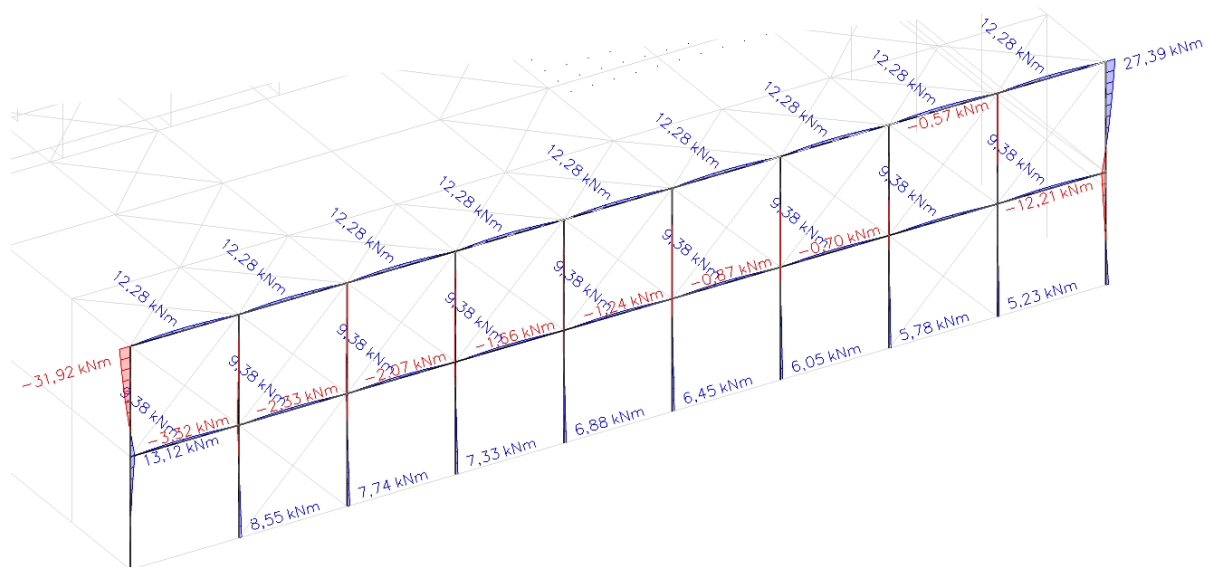 12,28 kNm
27,39 kNm
12,28 kNm
12,28 kNm
-0,57 kNm
12,28 kNm
9,38 kNm
12,28 kNm
9,38 kNm
-12,21 kNm
12,28 kNm
9,38 kNm
-0,70 kNm
12,28 kNm
9,38 kNm
-0,87 kNm
12,28 kNm
9,38 kNm
-1,24 kNm
5,23 kNm
12,28 kNm
9,38 kNm
-1,66 kNm
5,78 kNm
9,38 kNm
-2,07 kNm
6,05 kNm
-31,92 kNm
9,38 kNm
-2,33 kNm
6,45 kNm
9,38 kNm
-3,32 kNm
6,88 kNm
13,12 kNm
7,33 kNm
7,74 kNm
8,55 kNm